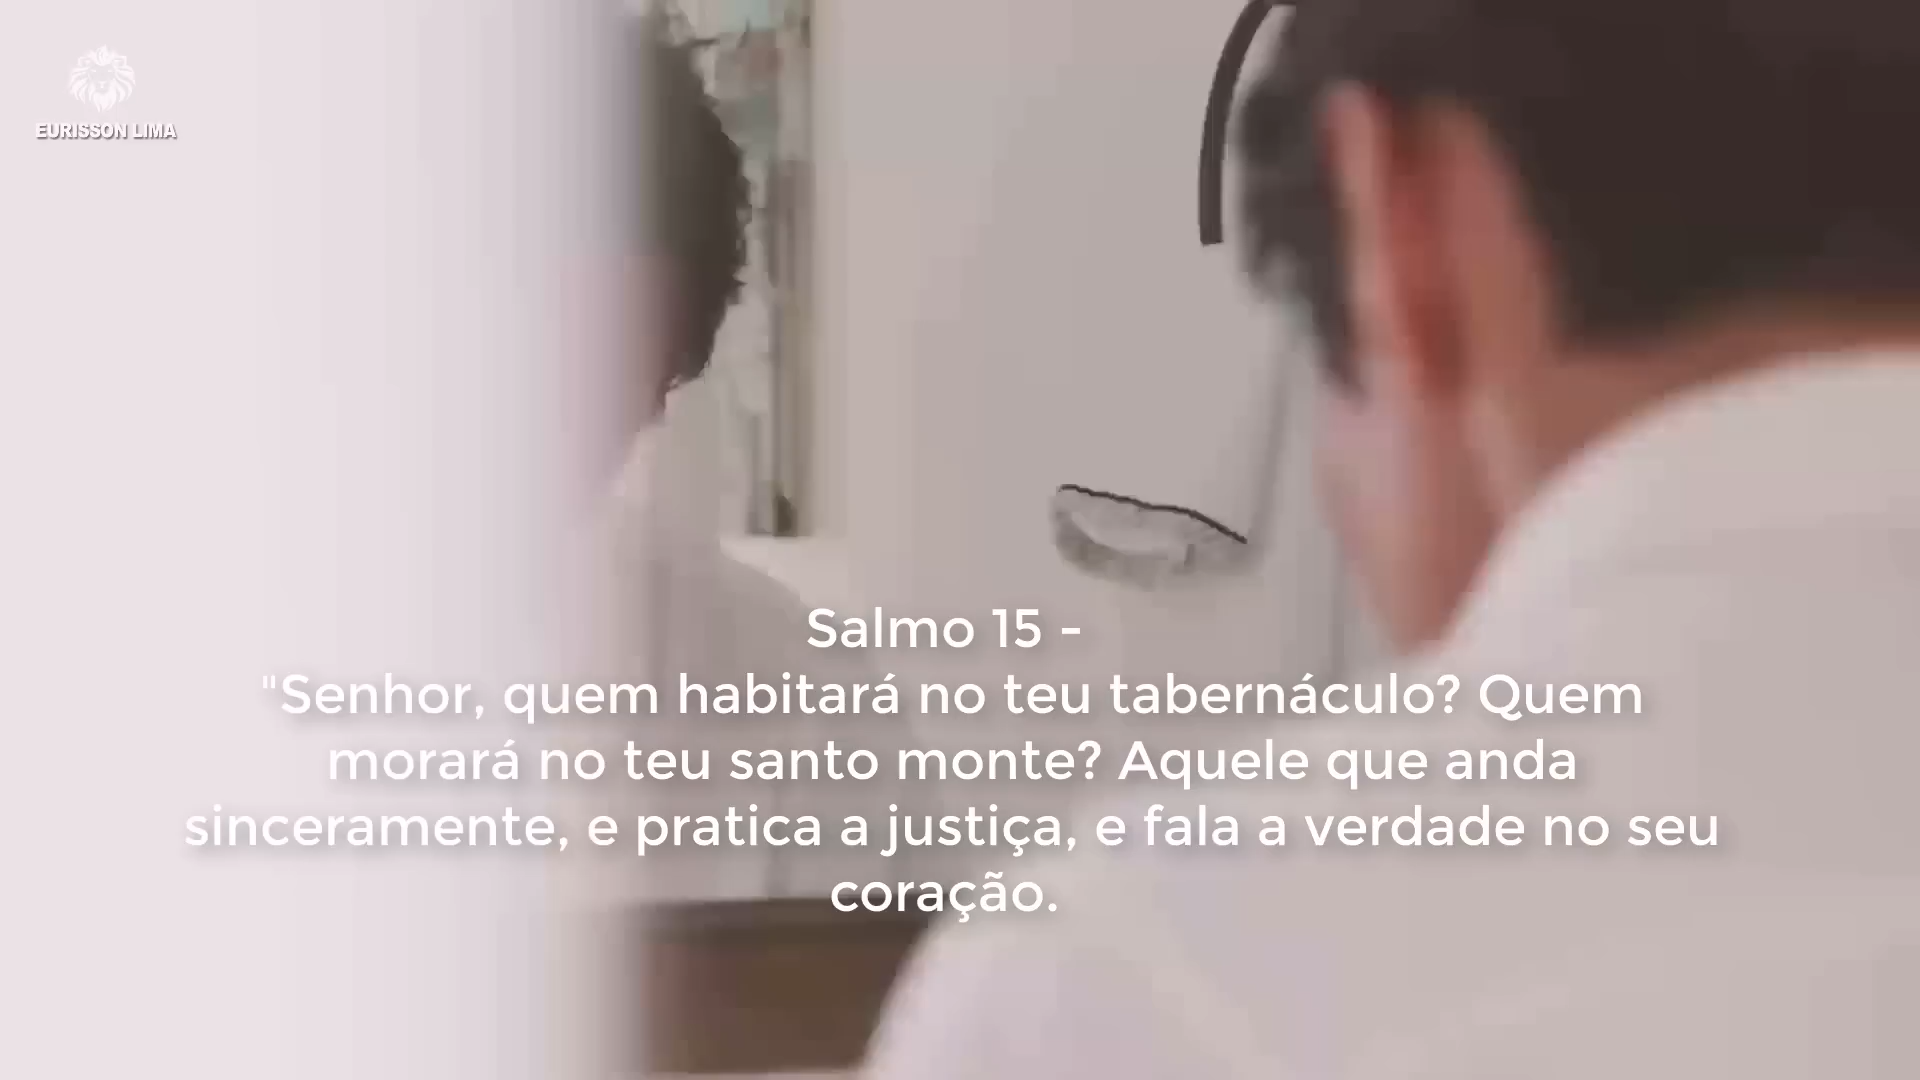 EURISSON LIMA
Salmo 15 -
"Senhor, quem habitará no teu tabernáculo? Quem
morará no teu santo monte? Aquele que anda
sinceramente, e pratica a justiça, e fala a verdade no seu
coração.